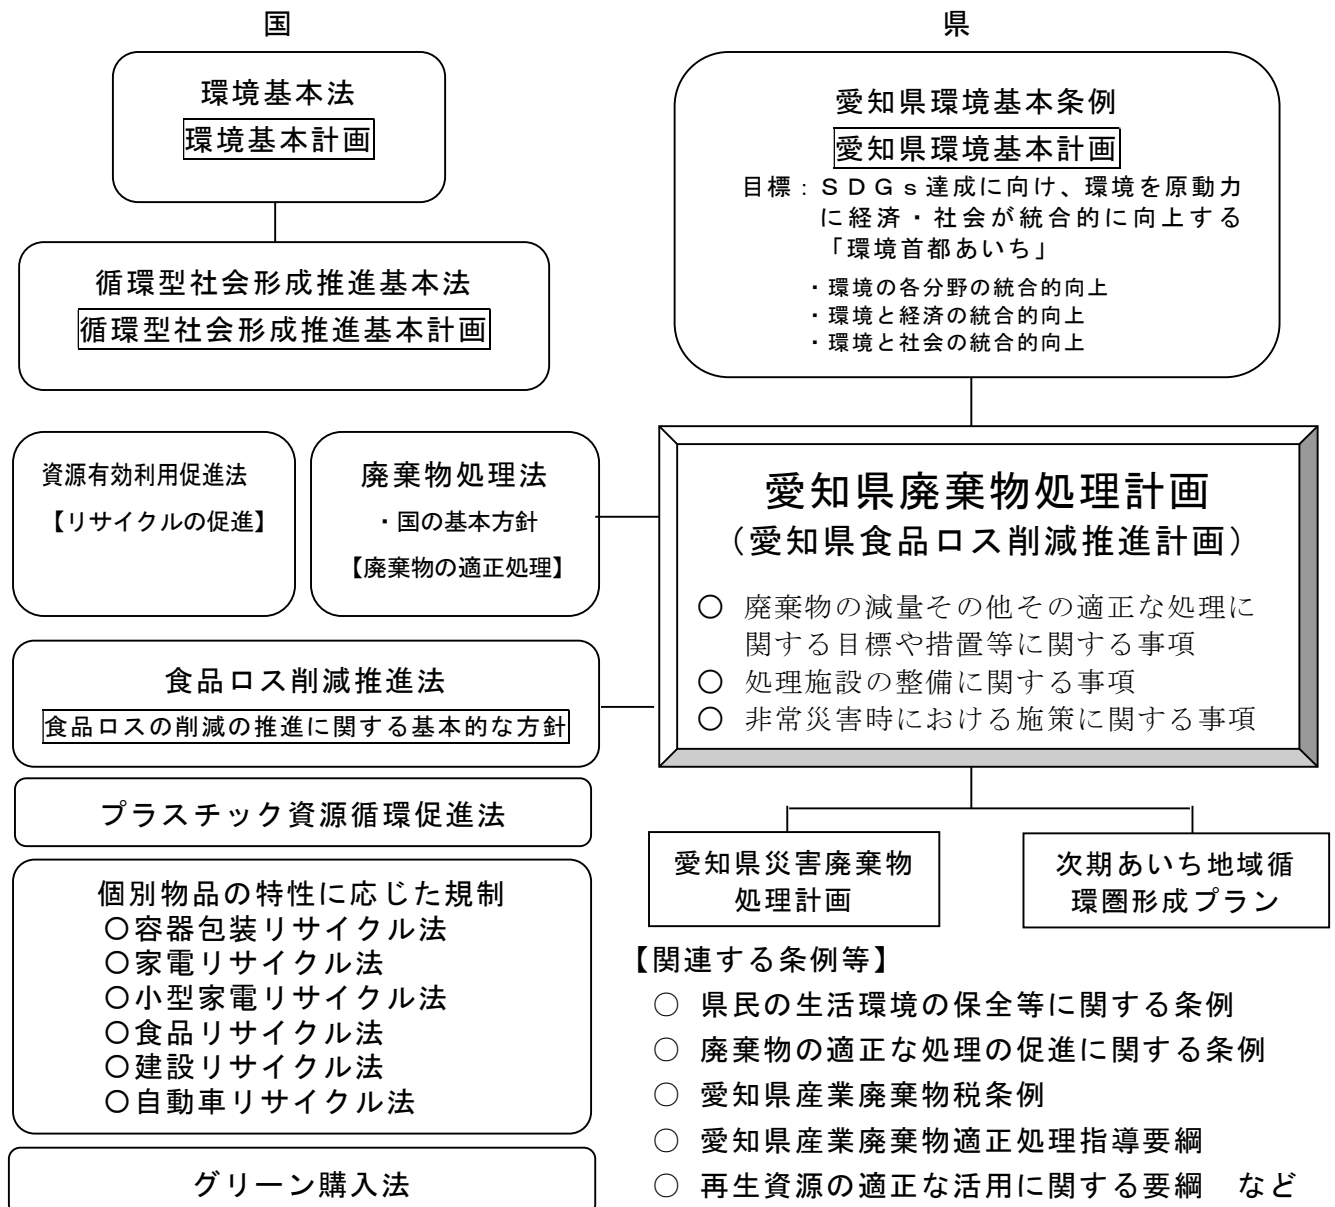 国
環境基本法
環境基本計画
循環型社会形成推進基本法
循環型社会形成推進基本計画
資源有効利用促進法
【リサイクルの促進】
廃棄物処理法
・国の基本方針
【廃棄物の適正処理】
食品ロス削減推進法
食品ロスの削減の推進に関する基本的な方針
プラスチック資源循環促進法
個別物品の特性に応じた規制
○容器包装リサイクル法
○家電リサイクル法
○小型家電リサイクル法
○食品リサイクル法
○建設リサイクル法
○自動車リサイクル法
グリーン購入法
県
愛知県環境基本条例
愛知県環境基本計画
目標：ＳＤＧｓ達成に向け、環境を原動力
に経済・社会が統合的に向上する
「環境首都あいち」
・環境の各分野の統合的向上
・環境と経済の統合的向上
・環境と社会の統合的向上
愛知県廃棄物処理計画
（愛知県食品ロス削減推進計画）
○ 廃棄物の減量その他その適正な処理に
関する目標や措置等に関する事項
○ 処理施設の整備に関する事項
○ 非常災害時における施策に関する事項
愛知県災害廃棄物
処理計画
次期あいち地域循
環圏形成プラン
【関連する条例等】
○ 県民の生活環境の保全等に関する条例
○ 廃棄物の適正な処理の促進に関する条例
○ 愛知県産業廃棄物税条例
○ 愛知県産業廃棄物適正処理指導要綱
○ 再生資源の適正な活用に関する要綱　など